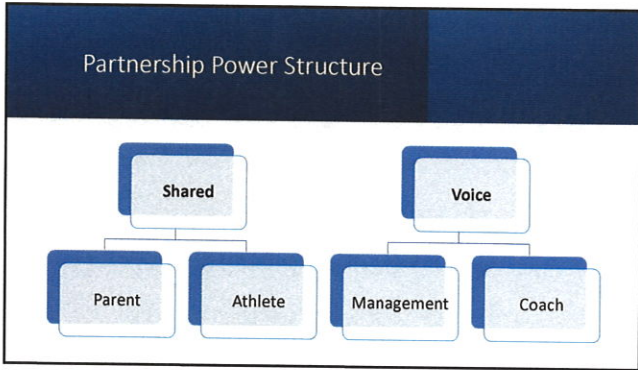 Partnership Power Structure
Shared
Voice
Parent
Athlete
Management
Coach